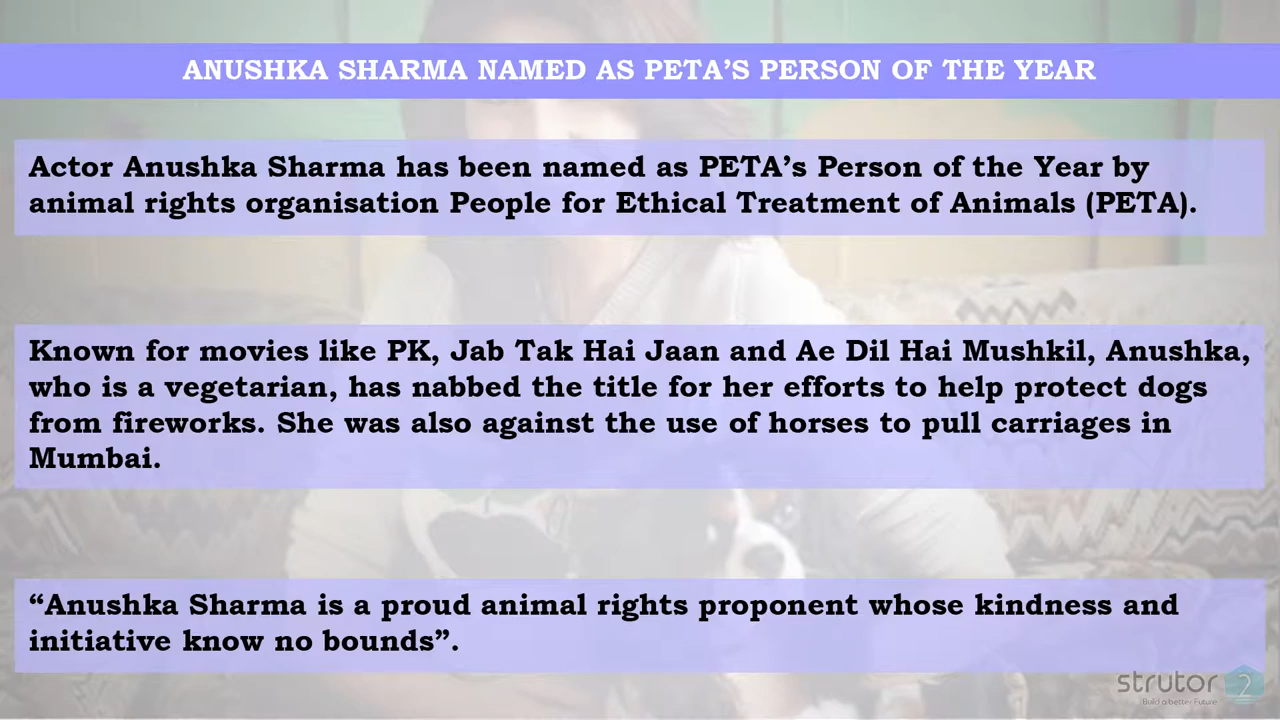 ANUSHKA SHARMA NAMED AS PETA’S PERSON OF THE YEAR
Actor Anushka Sharma has been named as PETA’s Person of the Year by
animal rights organisation People for Ethical Treatment of Animals (PETA).
Known for movies like PK, Jab Tak Hai Jaan and Ae Dil Hai Mushkil, Anushka,
who is a vegetarian, has nabbed the title for her efforts to help protect dogs
from fireworks. She was also against the use of horses to pull carriages in
Mumbai.
“Anushka Sharma is a proud animal rights proponent whose kindness and
initiative know no bounds”.
strutor 2
Build a better Future